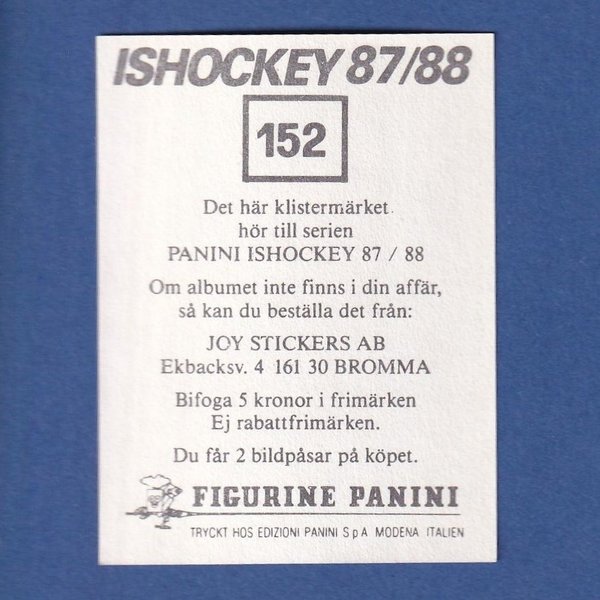 ISHOCKEY 87/88
152
Det här klistermärket
hör till serien
PANINI ISHOCKEY 87 / 88
Om albumet inte finns i din affär,
så kan du beställa det från:
JOY STICKERS AB
Ekbacksv. 4 161 30 BROMMA
Bifoga 5 kronor i frimärken
Ej rabattfrimärken.
Du får 2 bildpåsar på köpet.
FIGURINE PANINI
TRYCKT HOS EDIZIONI PANINI S p A MODENA ITALIEN